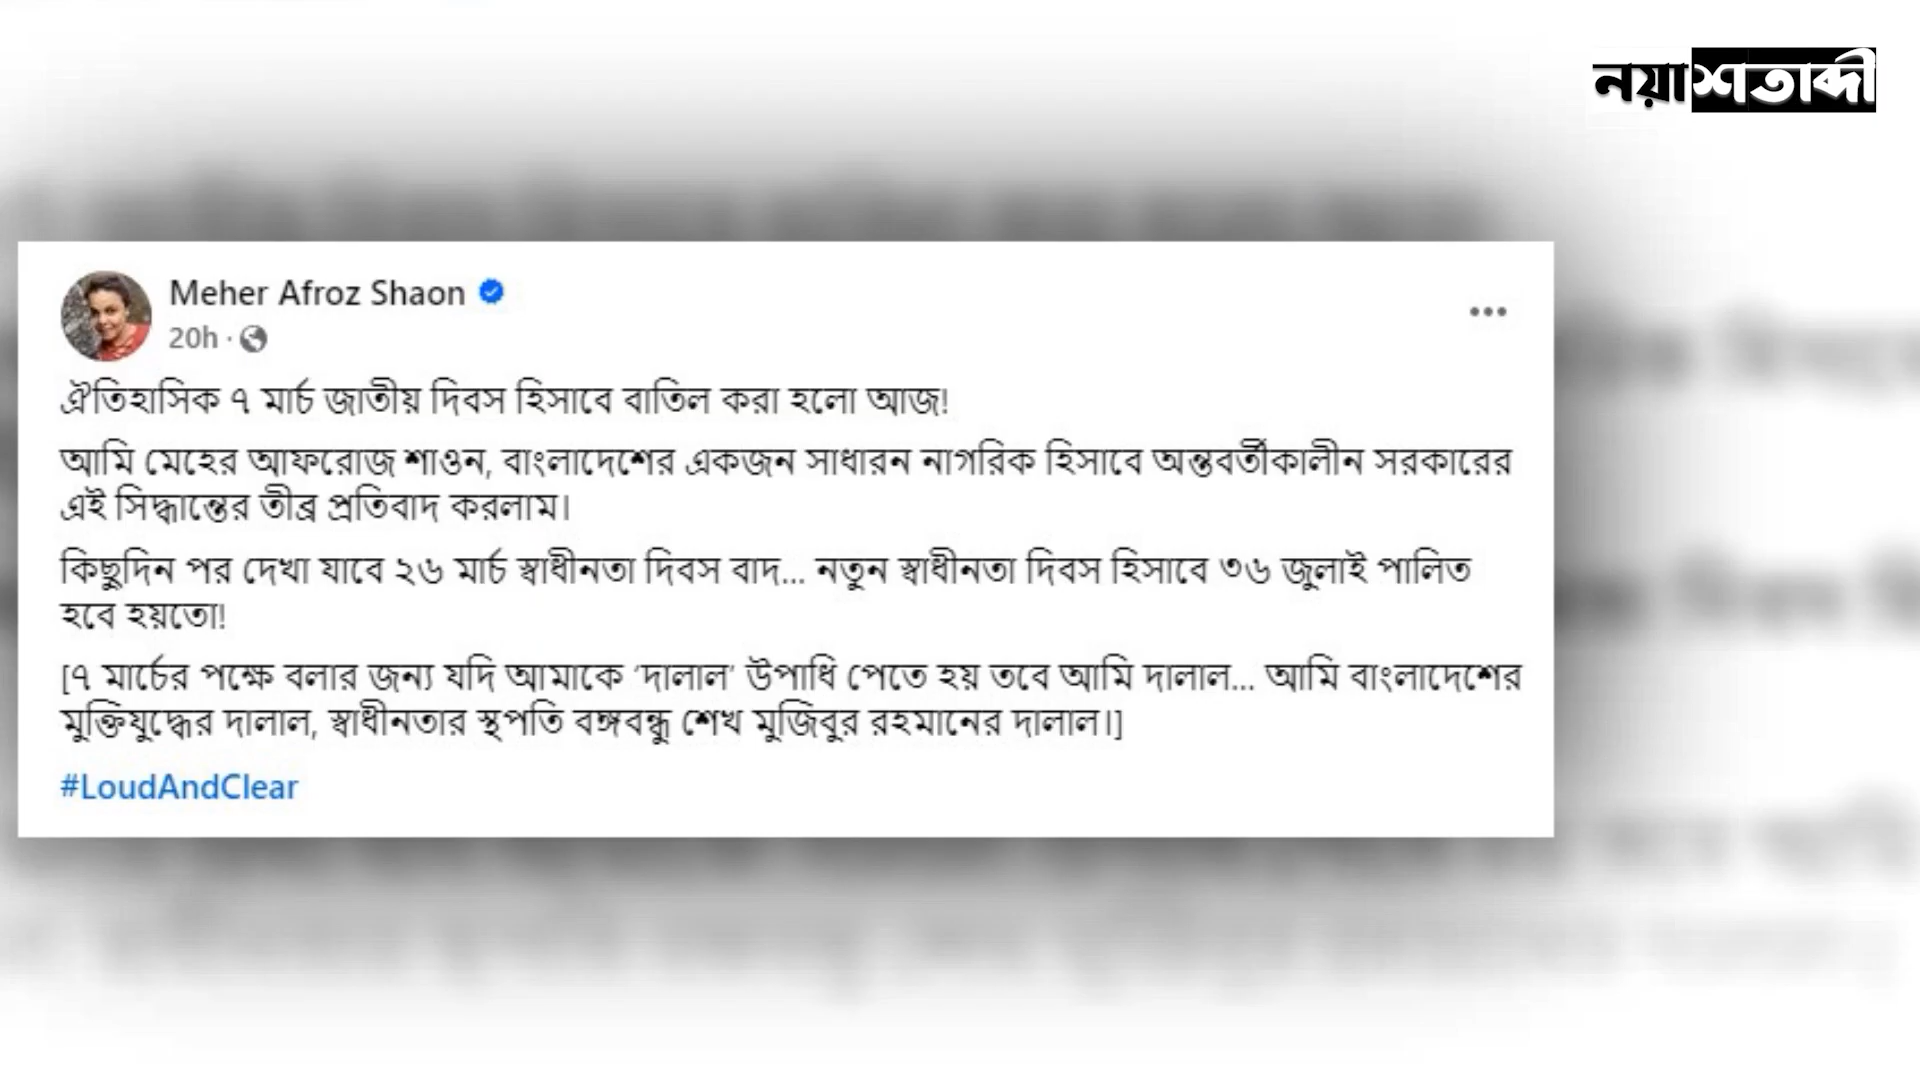 নয়াশতাব্দী
Meher Afroz Shaon
20h ·
ঐতিহাসিক ৭ মার্চ জাতীয় দিবস হিসাবে বাতিল করা হলো আজ!
আমি মেহের আফরোজ শাওন, বাংলাদেশের একজন সাধারন নাগরিক হিসাবে অন্তবর্তীকালীন সরকারের
এই সিদ্ধান্তের তীব্র প্রতিবাদ করলাম।
কিছুদিন পর দেখা যাবে ২৬ মার্চ স্বাধীনতা দিবস বাদ... নতুন স্বাধীনতা দিবস হিসাবে ৩৬ জুলাই পালিত
হবে হয়তো!
[৭ মার্চের পক্ষে বলার জন্য যদি আমাকে ‘দালাল’ উপাধি পেতে হয় তবে আমি দালাল... আমি বাংলাদেশের
মুক্তিযুদ্ধের দালাল, স্বাধীনতার স্থপতি বঙ্গবন্ধু শেখ মুজিবুর রহমানের দালাল।]
#LoudAndClear